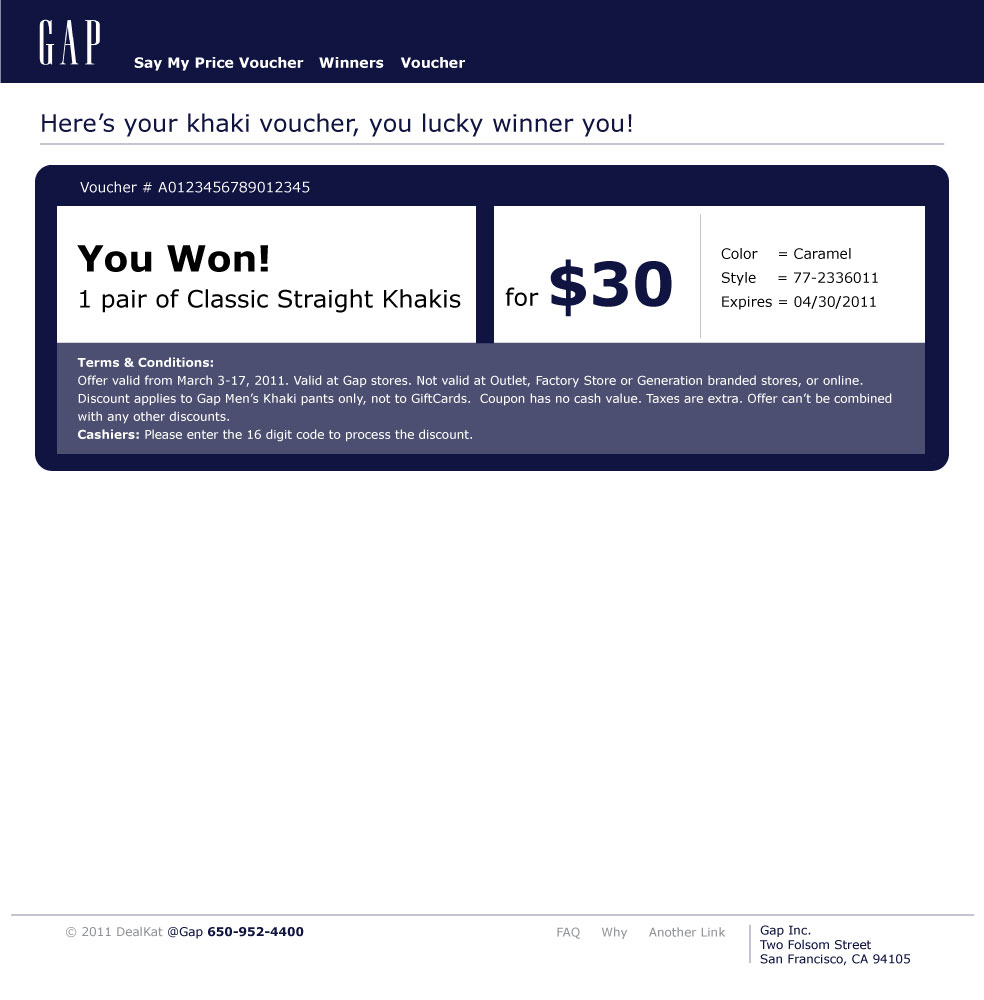 GAP
Say My Price Voucher Winners Voucher
Here’s your khaki voucher, you lucky winner you!
Voucher # A0123456789012345
You Won!
1 pair of Classic Straight Khakis
for $30
Color = Caramel
Style = 77-2336011
Expires = 04/30/2011
Terms & Conditions:
Offer valid from March 3-17, 2011. Valid at Gap stores. Not valid at Outlet, Factory Store or Generation branded stores, or online.
Discount applies to Gap Men’s Khaki pants only, not to GiftCards.  Coupon has no cash value. Taxes are extra. Offer can’t be combined
with any other discounts.
Cashiers: Please enter the 16 digit code to process the discount.
© 2011 DealKat @Gap 650-952-4400
FAQ Why Another Link
Gap Inc.
Two Folsom Street
San Francisco, CA 94105